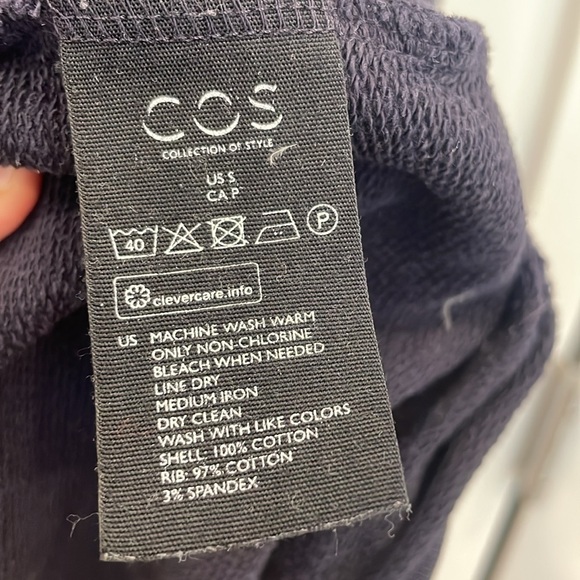 COS
COLLECTION OF STYLE
US S
CA P
40 P
clevercare.info
US MACHINE WASH WARM
ONLY NON-CHLORINE
BLEACH WHEN NEEDED
LINE DRY
MEDIUM IRON
DRY CLEAN
WASH WITH LIKE COLORS
SHELL: 100% COTTON
RIB: 97% COTTON
3% SPANDEX